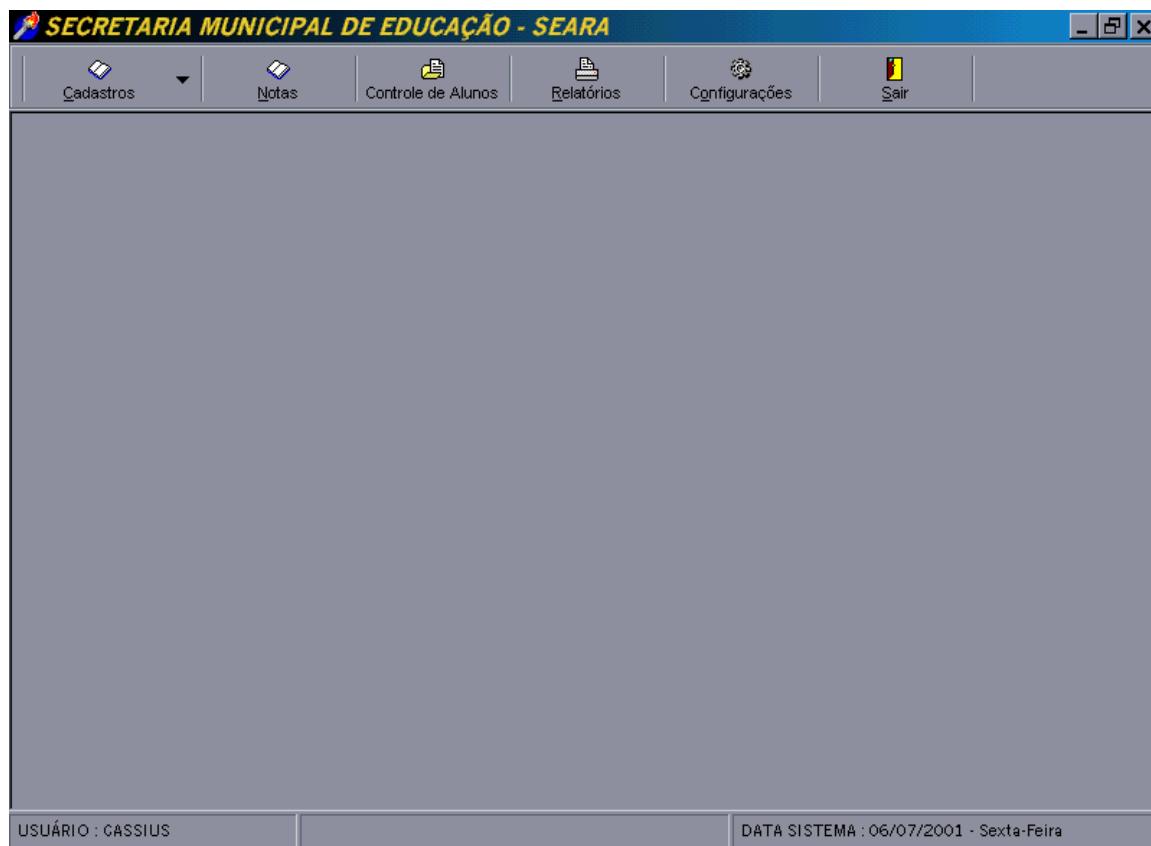 SECRETARIA MUNICIPAL DE EDUCAÇÃO - SEARA
Cadastros Notas Controle de Alunos Relatórios Configurações Sair
USUÁRIO : CASSIUS DATA SISTEMA : 06/07/2001 - Sexta-Feira